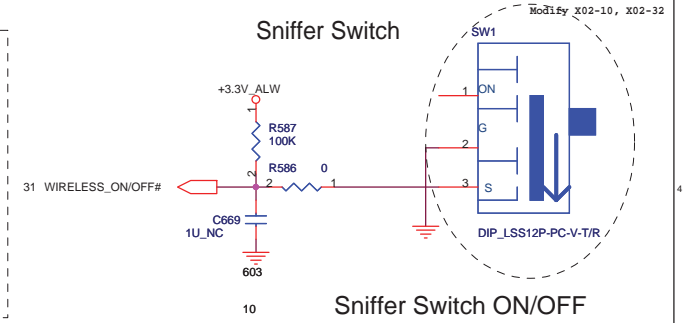 Modify X02-10, X02-32
Sniffer Switch
SW1
+3.3V_ALW
1
R587
100K
2
1
ON
G
2
R586
0
31 WIRELESS_ON/OFF#
2
1
3
S
4
C669
1U_NC
DIP_LSS12P-PC-V-T/R
603
10
Sniffer Switch ON/OFF